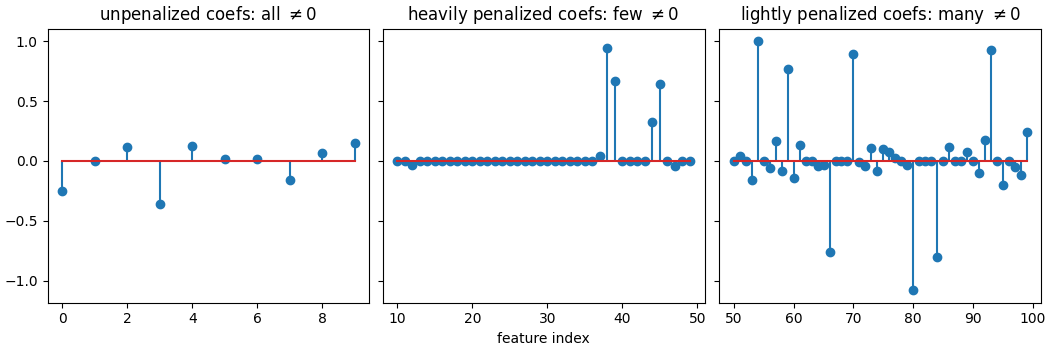 unpenalized coefs: all ≠0
heavily penalized coefs: few ≠0
lightly penalized coefs: many ≠0
1.0
0.5
0.0
−0.5
−1.0
0 2 4 6 8
10 20 30 40 50
50 60 70 80 90 100
feature index